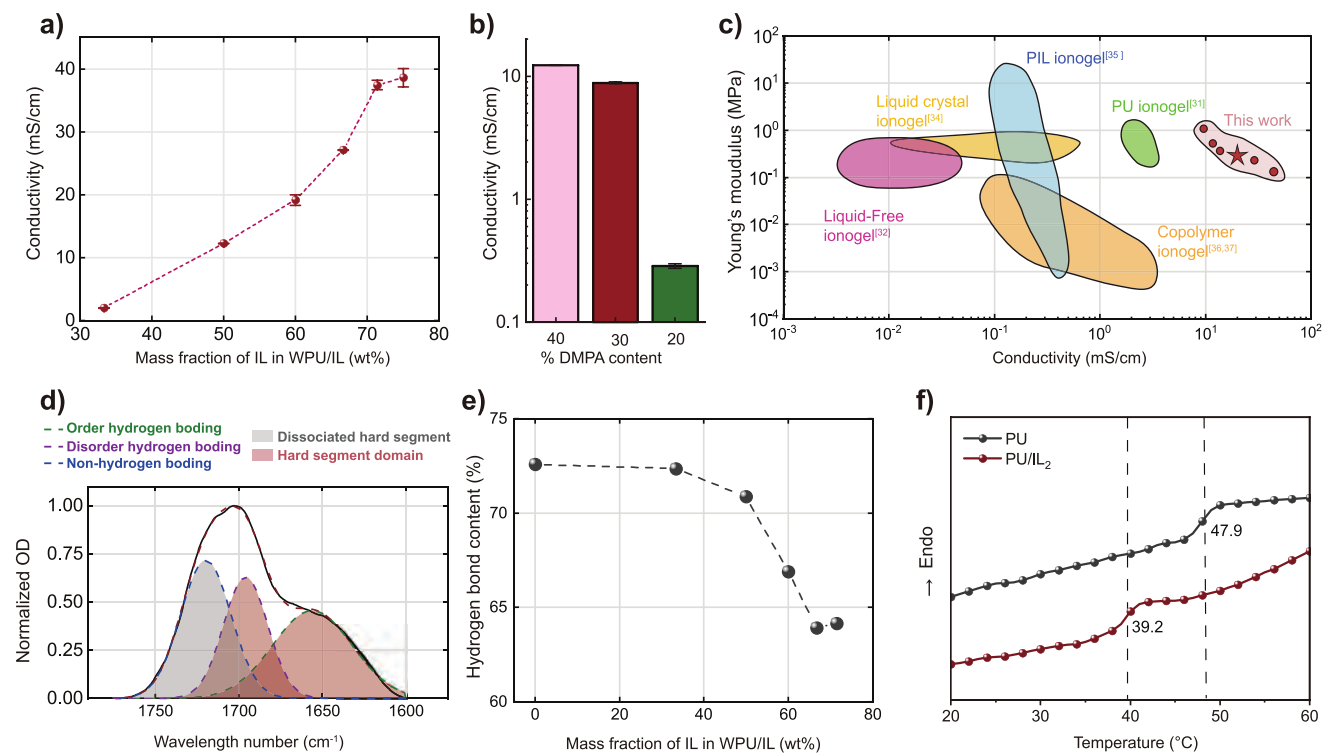 a)
Conductivity (mS/cm)
40
30
20
10
0
30 40 50 60 70 80
Mass fraction of IL in WPU/IL (wt%)
b)
Conductivity (mS/cm)
10
1
0.1
40 30 20
% DMPA content
c)
Young's moudulus (MPa)
10²
10¹
10⁰
10⁻¹
10⁻²
10⁻³
10⁻⁴
10⁻³ 10⁻² 10⁻¹ 10⁰ 10¹ 10²
Conductivity (mS/cm)
PIL ionogel[35]
Liquid crystal
ionogel[34]
PU ionogel[31]
This work
Liquid-Free
ionogel[32]
Copolymer
ionogel[36,37]
d)
Order hydrogen boding
Disorder hydrogen boding
Non-hydrogen boding
Dissociated hard segment
Hard segment domain
Normalized OD
1.00
0.75
0.50
0.25
0.00
1750 1700 1650 1600
Wavelength number (cm⁻¹)
e)
Hydrogen bond content (%)
75
70
65
60
0 20 40 60 80
Mass fraction of IL in WPU/IL (wt%)
f)
PU
PU/IL₂
→ Endo
47.9
39.2
20 30 40 50 60
Temperature (°C)